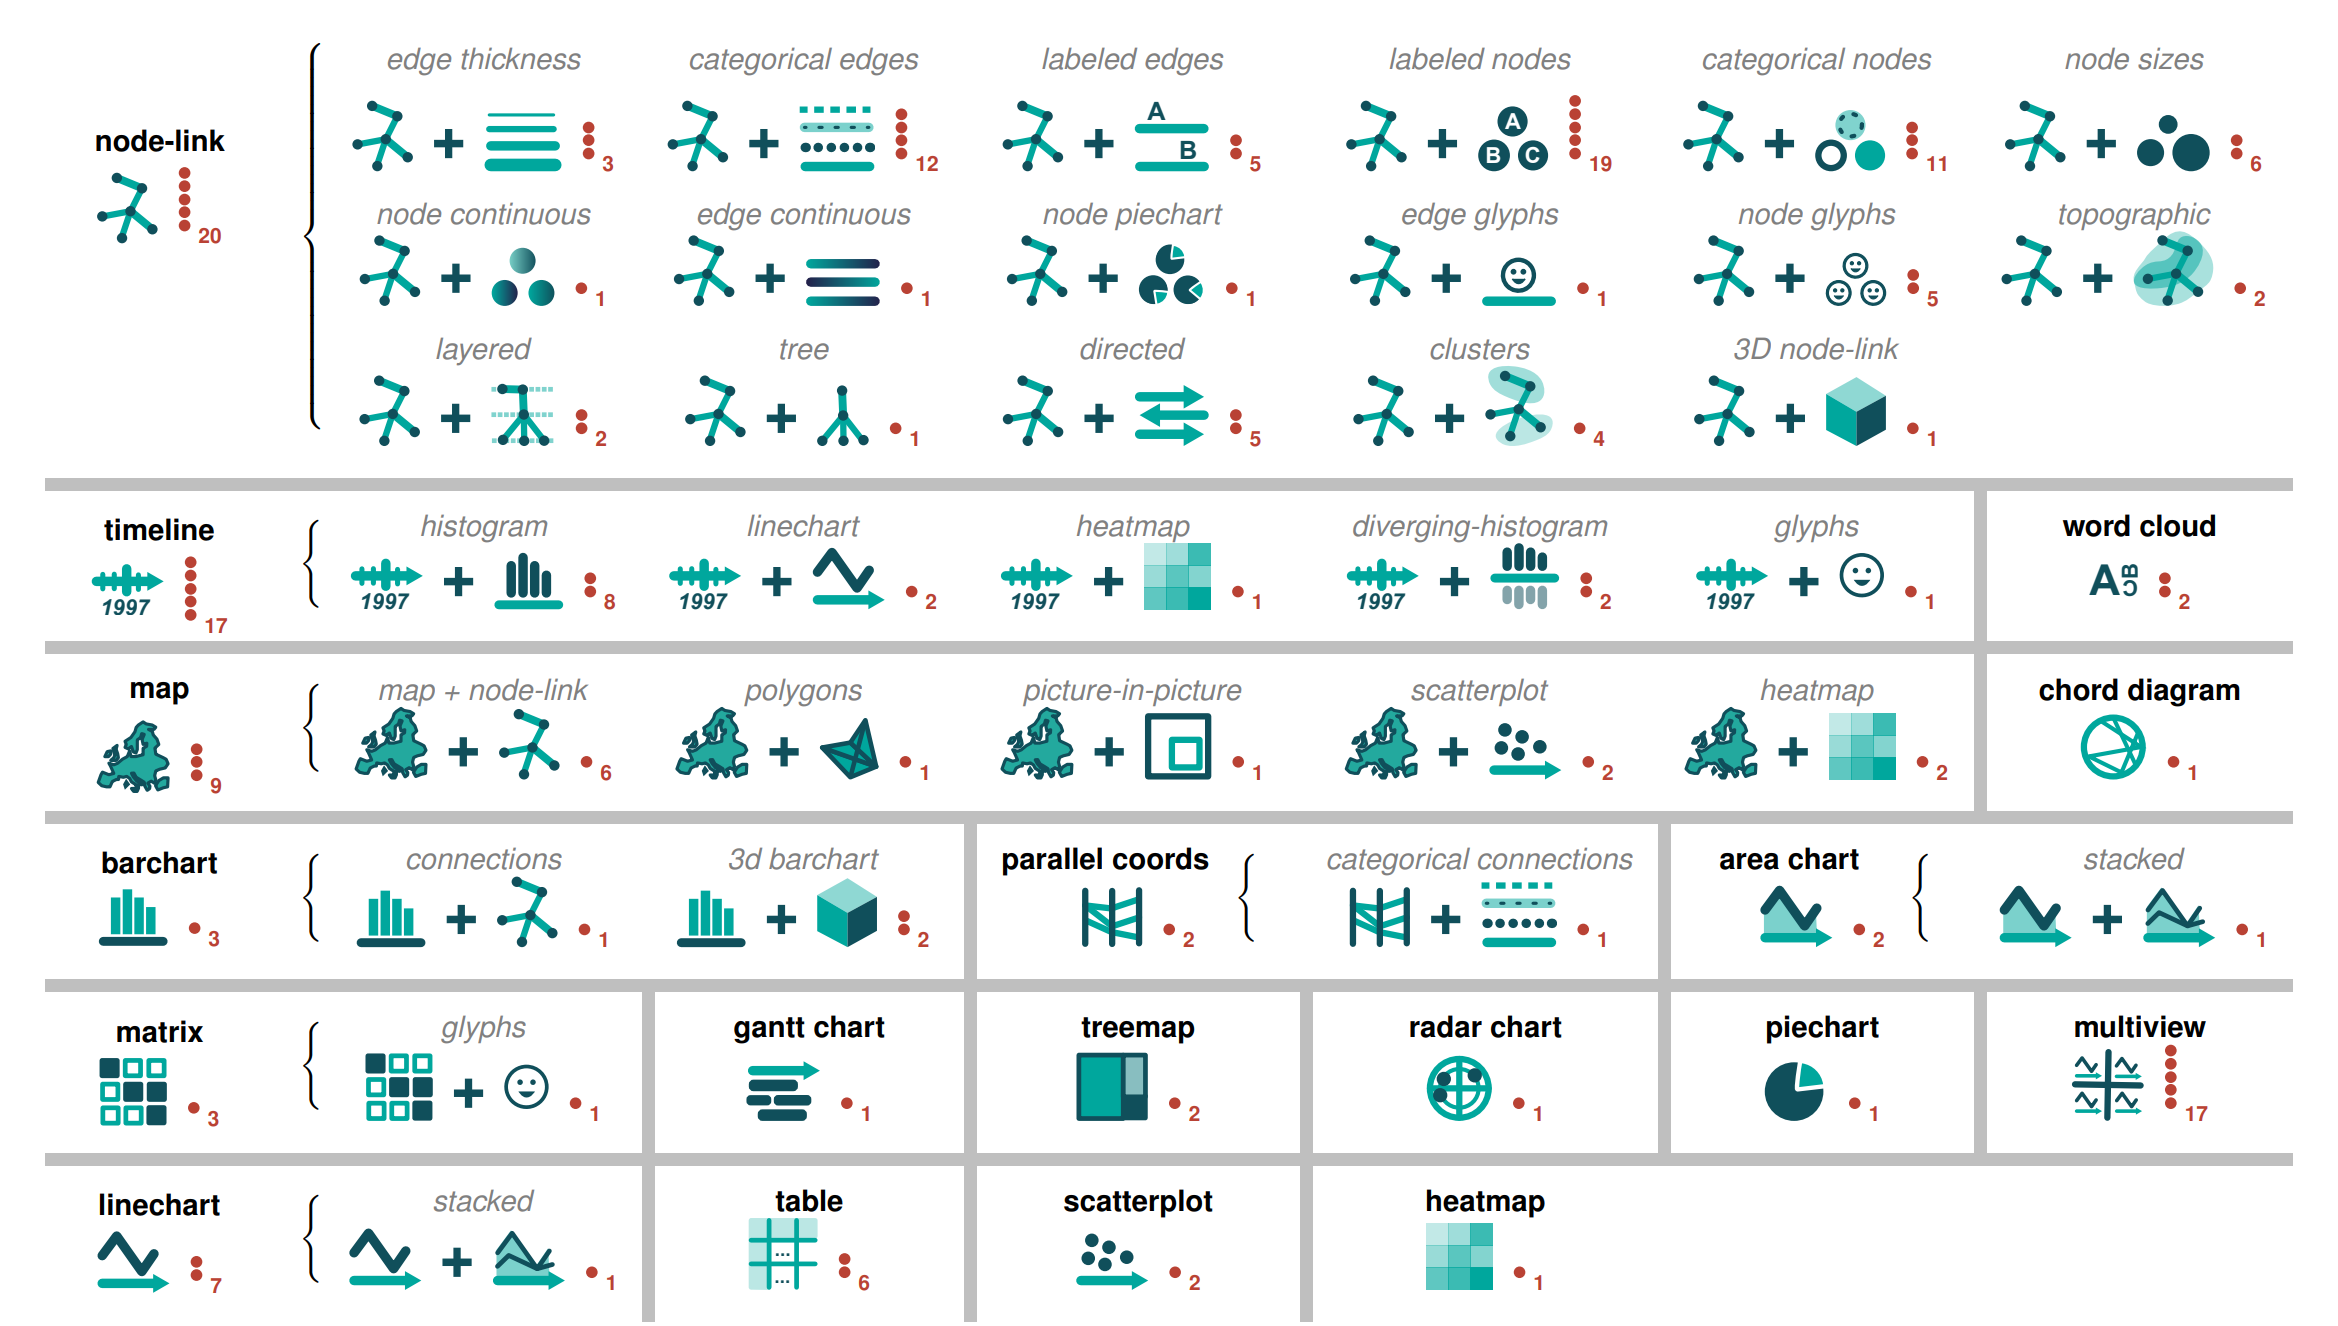 edge thickness categorical edges labeled edges labeled nodes categorical nodes node sizes
node-link
A
B
A
B C
20 3 12 5 19 11 6
node continuous edge continuous node piechart edge glyphs node glyphs topographic
1 1 1 1 5 2
layered tree directed clusters 3D node-link
2 1 5 4 1
timeline histogram linechart heatmap diverging-histogram glyphs word cloud
1997 1997 1997 1997 1997 1997 A B C
17 8 2 1 2 1 2
map map + node-link polygons picture-in-picture scatterplot heatmap chord diagram
9 6 1 1 2 2 1
barchart connections 3d barchart parallel coords categorical connections area chart stacked
3 1 2 2 1 2 1
matrix glyphs gantt chart treemap radar chart piechart multiview
3 1 1 2 1 1 17
linechart stacked table scatterplot heatmap
...
...
7 1 6 2 1